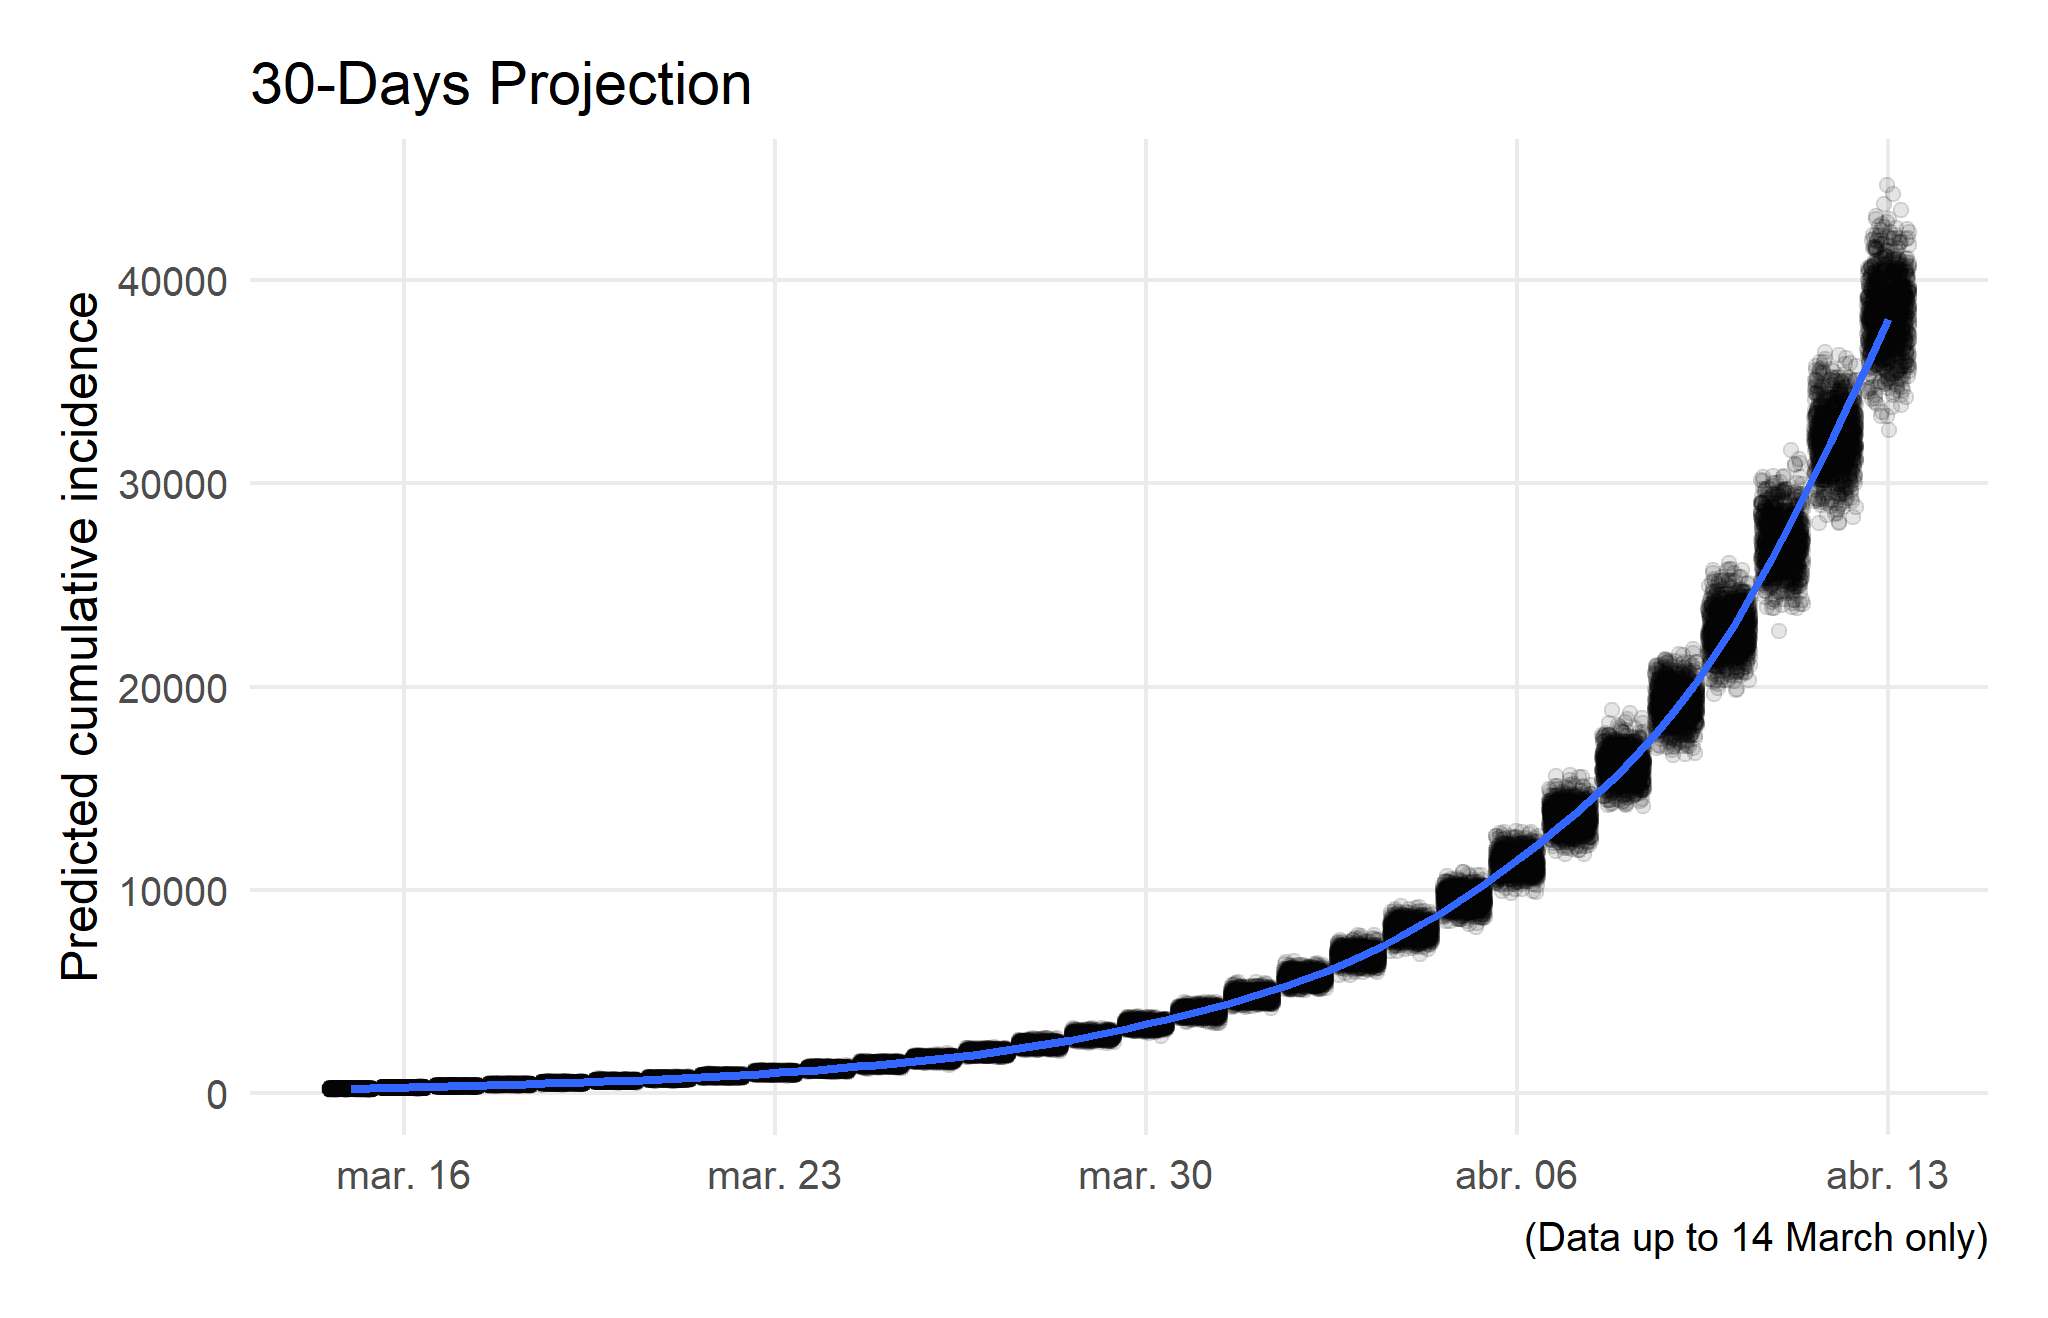 30-Days Projection
Predicted cumulative incidence
40000
30000
20000
10000
0
mar. 16
mar. 23
mar. 30
abr. 06
abr. 13
(Data up to 14 March only)